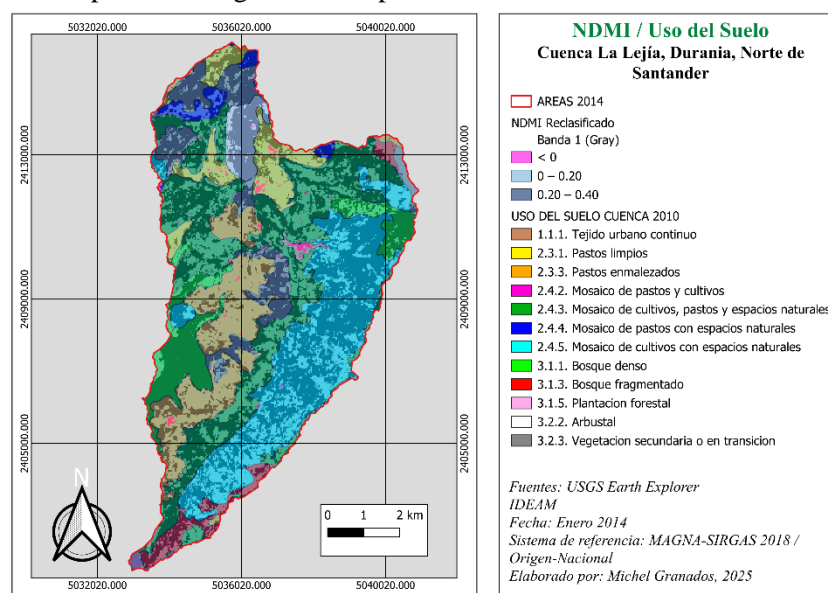 5032020.000 5036020.000 5040020.000
2413000.000 2413000.000
2409000.000 2409000.000
2405000.000 2405000.000
N
0 1 2 km
5032020.000 5036020.000 5040020.000
NDMI / Uso del Suelo
Cuenca La Lejía, Durania, Norte de
Santander
AREAS 2014
NDMI Reclasificado
Banda 1 (Gray)
< 0
0 – 0.20
0.20 – 0.40
USO DEL SUELO CUENCA 2010
1.1.1. Tejido urbano continuo
2.3.1. Pastos limpios
2.3.3. Pastos enmalezados
2.4.2. Mosaico de pastos y cultivos
2.4.3. Mosaico de cultivos, pastos y espacios naturales
2.4.4. Mosaico de pastos con espacios naturales
2.4.5. Mosaico de cultivos con espacios naturales
3.1.1. Bosque denso
3.1.3. Bosque fragmentado
3.1.5. Plantacion forestal
3.2.2. Arbustal
3.2.3. Vegetacion secundaria o en transicion
Fuentes: USGS Earth Explorer
IDEAM
Fecha: Enero 2014
Sistema de referencia: MAGNA-SIRGAS 2018 /
Origen-Nacional
Elaborado por: Michel Granados, 2025